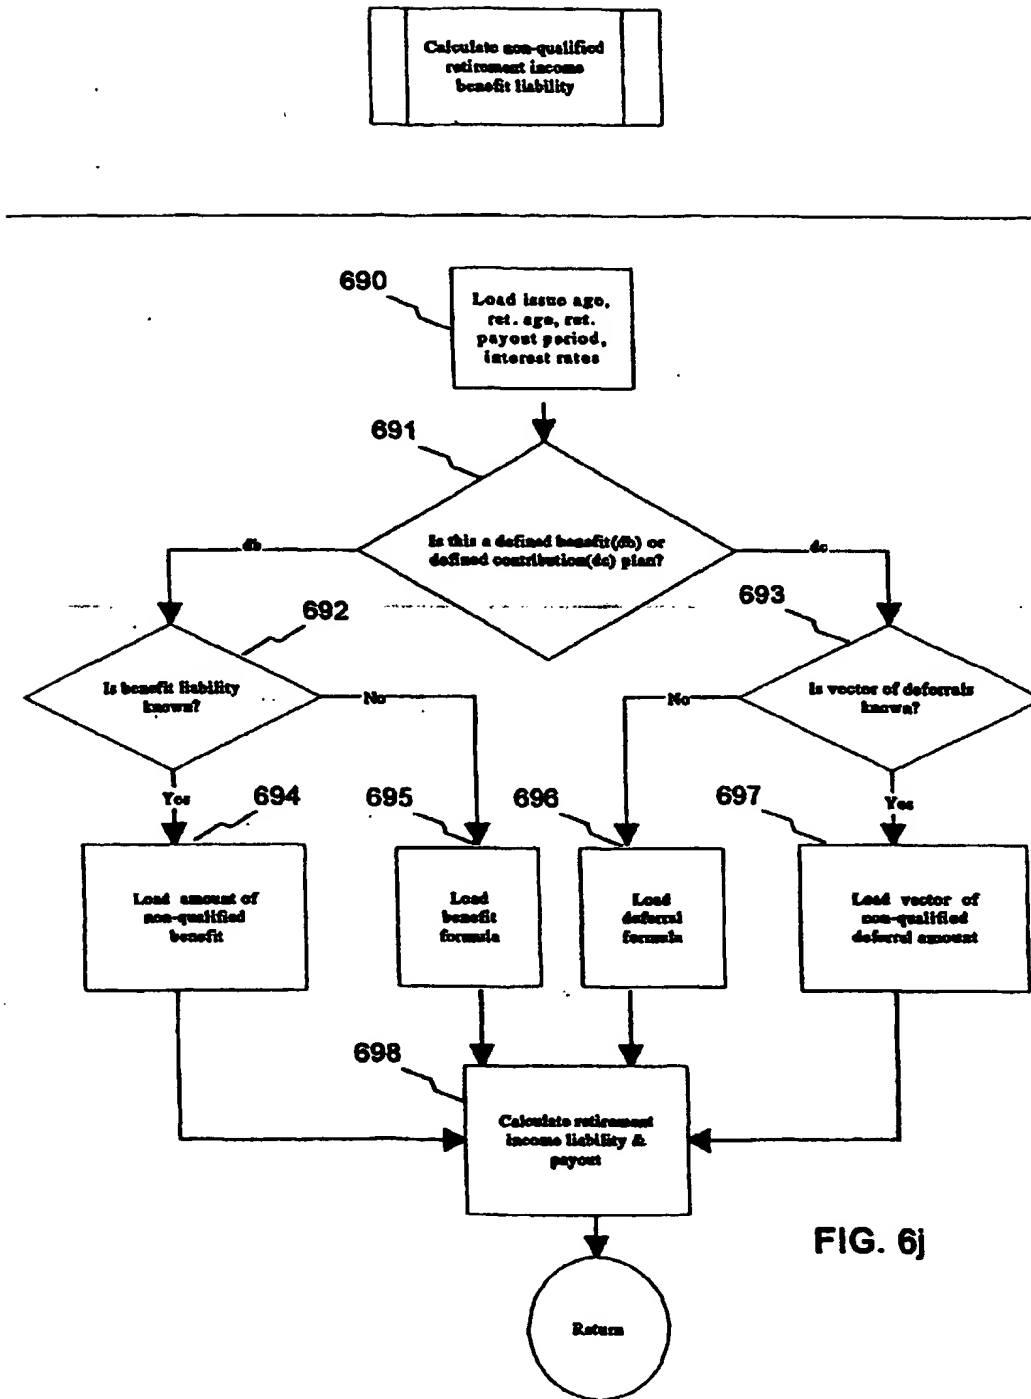 Calculate non-qualified
retirement income
benefit liability
690
Load issue age,
ret. age, ret.
payout period,
interest rates
691
Is this a defined benefit(db) or
defined contribution(dc) plan?
db
dc
692
693
Is benefit liability
known?
No
No
Is vector of deferrals
known?
Yes
694
695
696
697
Yes
Load amount of
non-qualified
benefit
Load
benefit
formula
Load
deferral
formula
Load vector of
non-qualified
deferral amount
698
Calculate retirement
income liability &
payout
FIG. 6j
Return